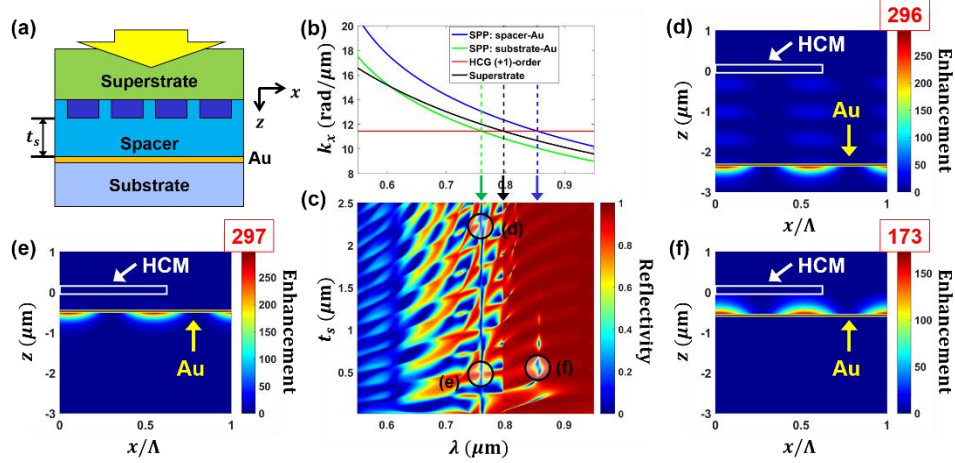 (a)
Superstrate
x
z
t_s
Spacer
Au
Substrate
(b)
k_x (rad/μm)
20
18
16
14
12
10
8
SPP: spacer-Au
SPP: substrate-Au
HCG (+1)-order
Superstrate
0.6
0.7
0.8
0.9
(c)
t_s (μm)
2.5
2
1.5
1
0.5
(d)
(e)
(f)
0.6
0.7
0.8
0.9
λ (μm)
1
0.8
0.6
0.4
0.2
0
Reflectivity
(d)
296
HCM
Au
z (μm)
1
0
-1
-2
-3
0
0.5
1
x/Λ
300
250
200
150
100
50
0
Enhancement
(e)
297
HCM
Au
z (μm)
1
0
-1
-2
-3
0
0.5
1
x/Λ
250
200
150
100
50
0
Enhancement
(f)
173
HCM
Au
z (μm)
1
0
-1
-2
-3
0
0.5
1
x/Λ
150
100
50
0
Enhancement